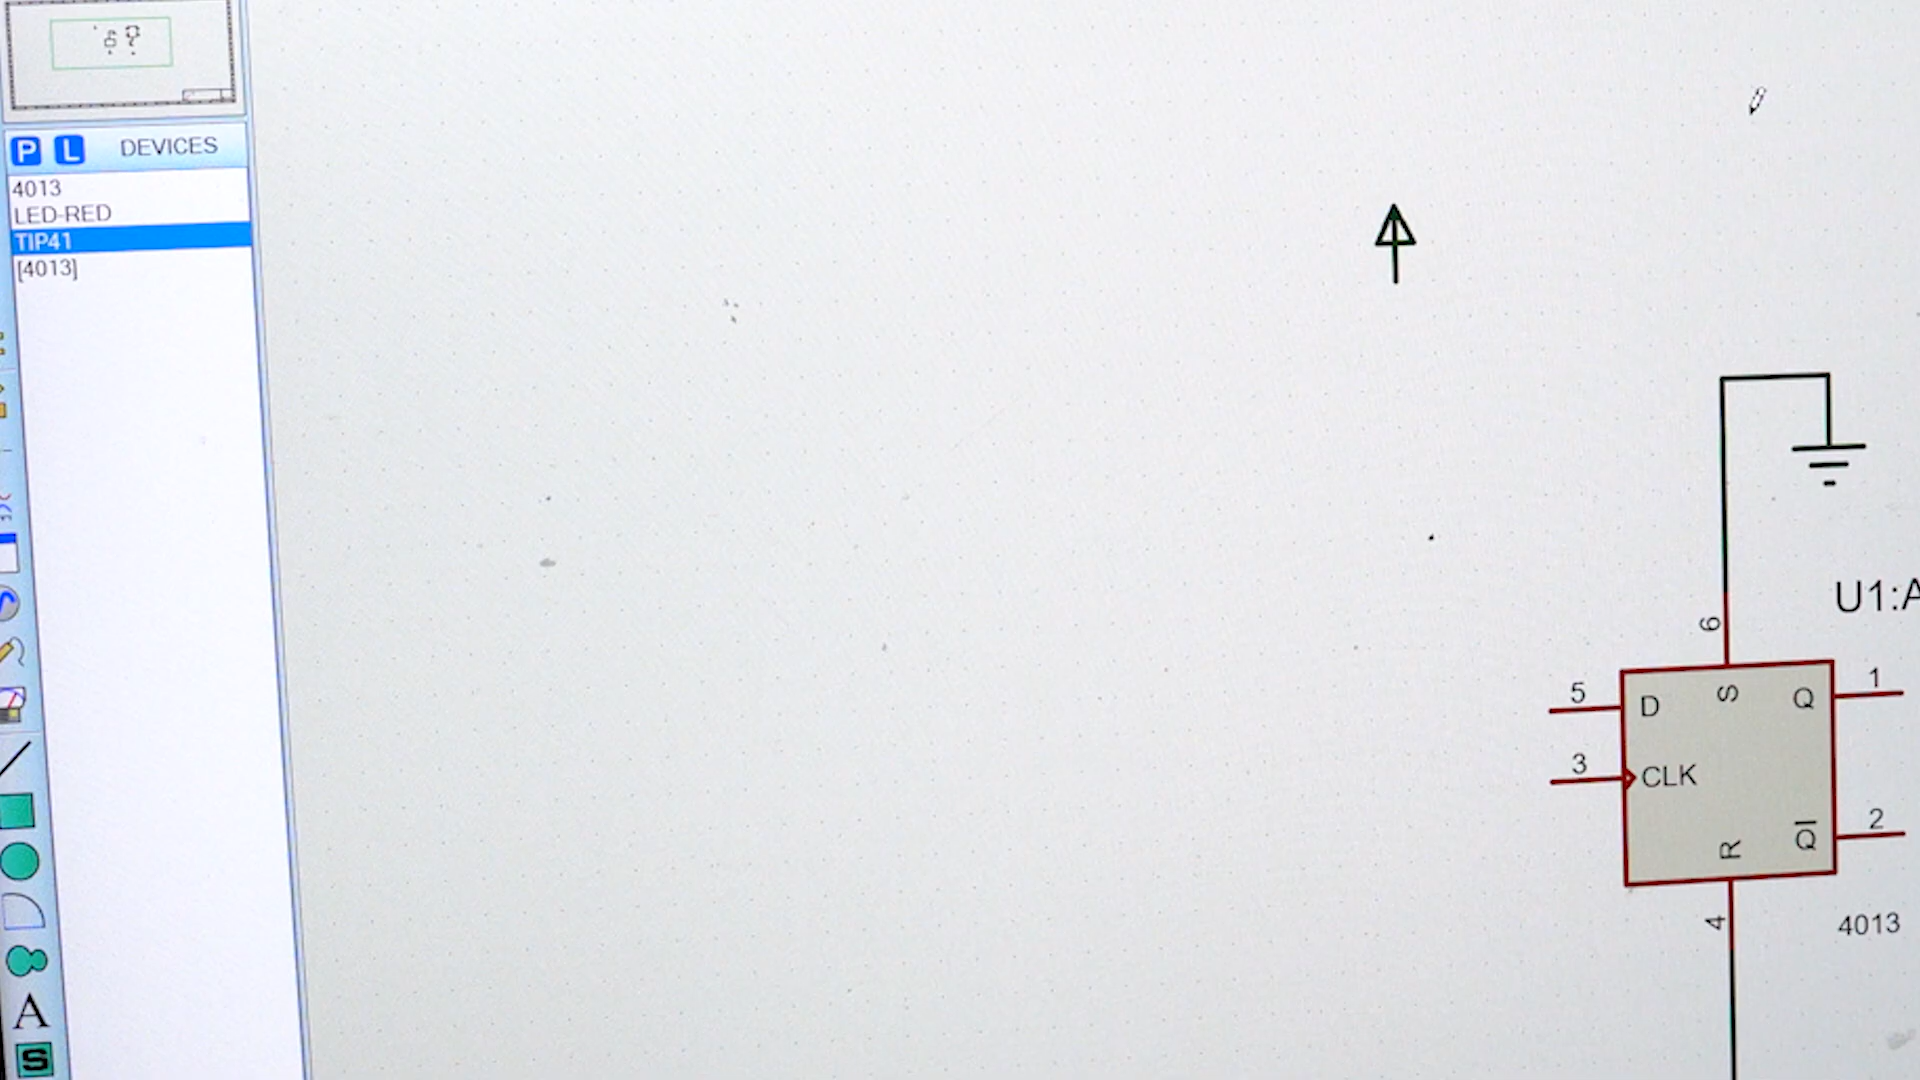 P L DEVICES
4013
LED-RED
TIP41
[4013]
U1:A
6
5 D S Q 1
3 CLK
R Q 2
4
4013
A
S